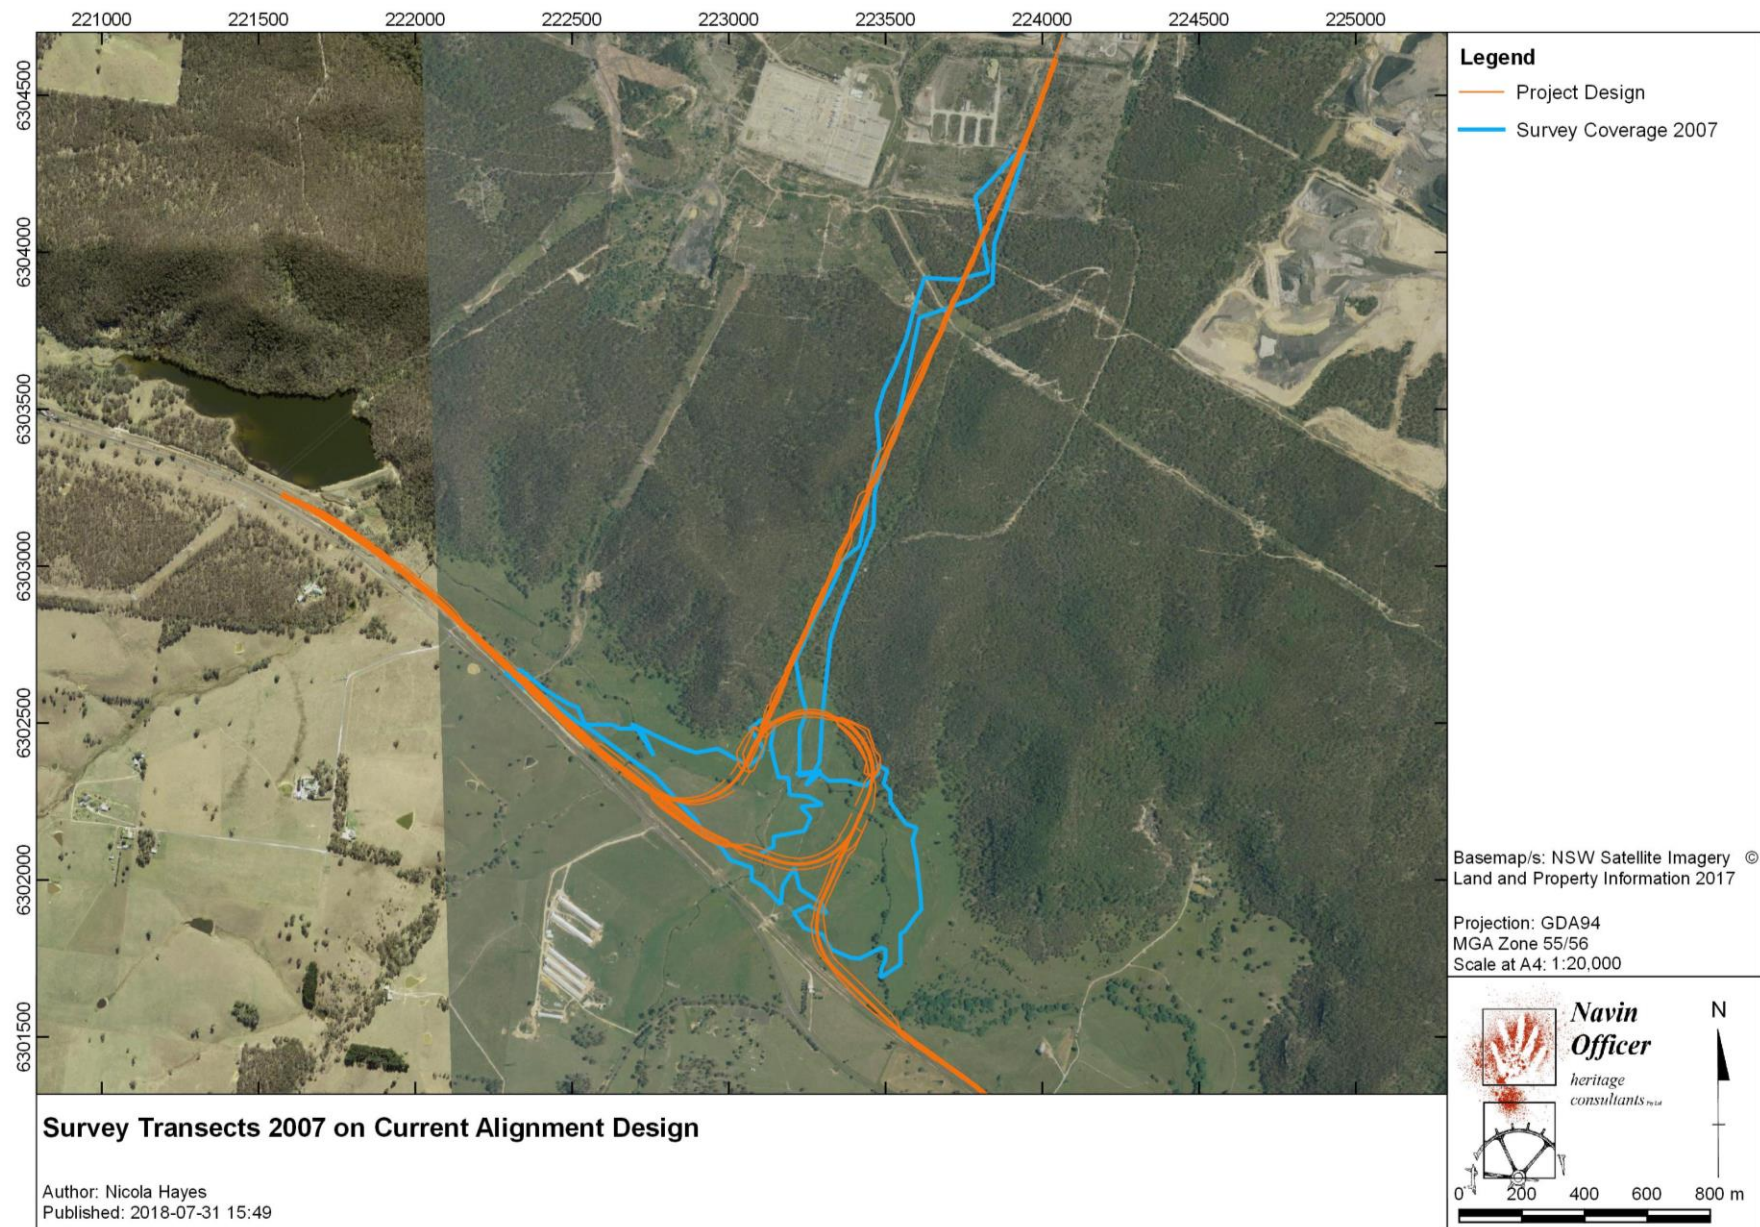 221000 221500 222000 222500 223000 223500 224000 224500 225000
6304500
6304000
6303500
6303000
6302500
6302000
6301500
Legend
Project Design
Survey Coverage 2007
Basemap/s: NSW Satellite Imagery ©
Land and Property Information 2017
Projection: GDA94
MGA Zone 55/56
Scale at A4: 1:20,000
Navin
Officer
heritage
consultants Pty Ltd
N
0 200 400 600 800 m
Survey Transects 2007 on Current Alignment Design
Author: Nicola Hayes
Published: 2018-07-31 15:49